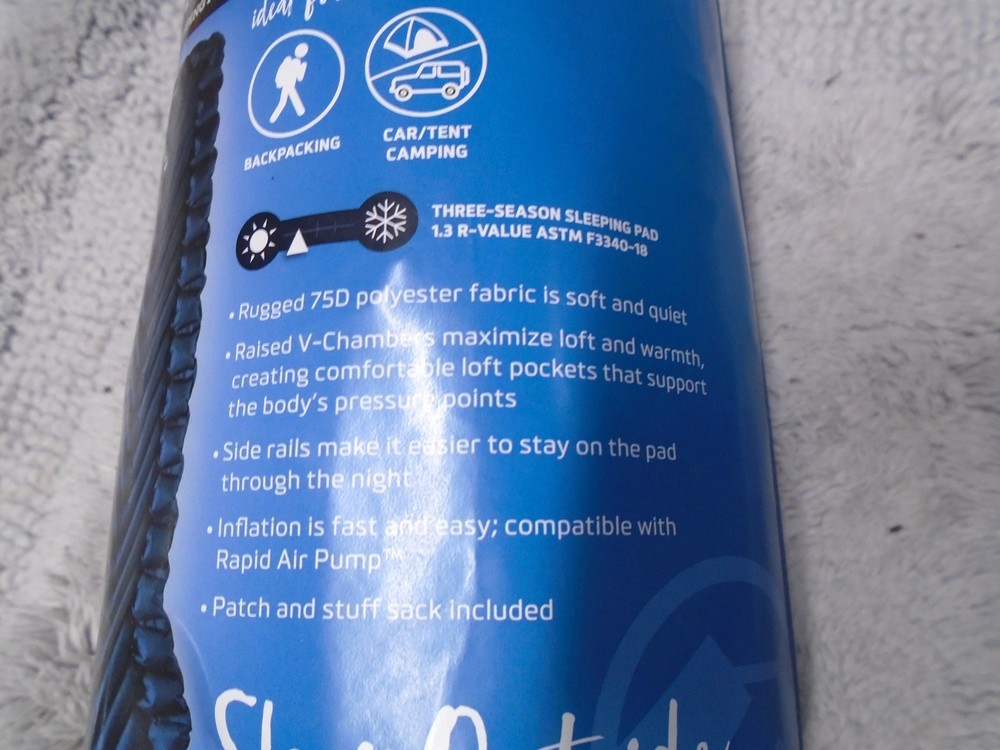 ideal for
BACKPACKING
CAR/TENT
CAMPING
THREE-SEASON SLEEPING PAD
1.3 R-VALUE ASTM F3340-18
• Rugged 75D polyester fabric is soft and quiet
• Raised V-Chambers maximize loft and warmth,
creating comfortable loft pockets that support
the body's pressure points
• Side rails make it easier to stay on the pad
through the night
• Inflation is fast and easy; compatible with
Rapid Air Pump™
• Patch and stuff sack included